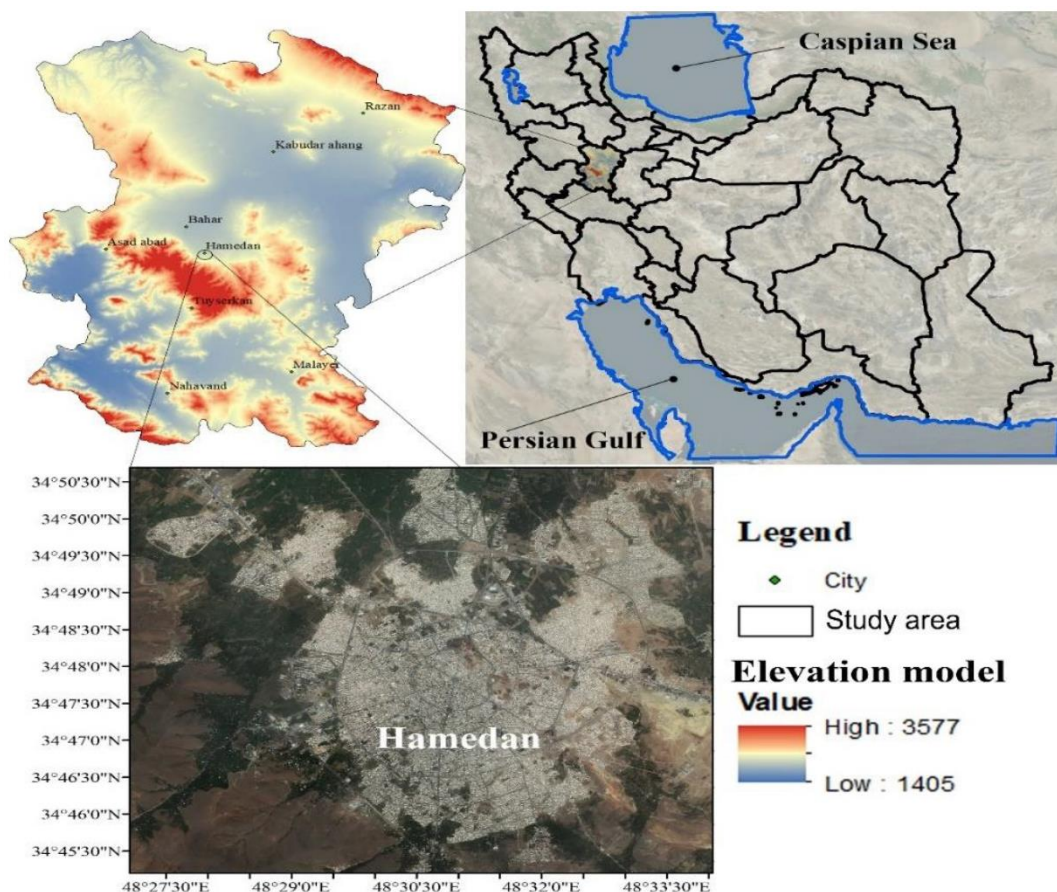 Razan
Kabudar ahang
Bahar
Asad abad
Hamedan
Tuyserkan
Malayer
Nahavand
Caspian Sea
Persian Gulf
34°50'30"N
34°50'0"N
34°49'30"N
34°49'0"N
34°48'30"N
34°48'0"N
34°47'30"N
34°47'0"N
34°46'30"N
34°46'0"N
34°45'30"N
Hamedan
48°27'30"E
48°29'0"E
48°30'30"E
48°32'0"E
48°33'30"E
Legend
City
Study area
Elevation model
Value
High : 3577
Low : 1405